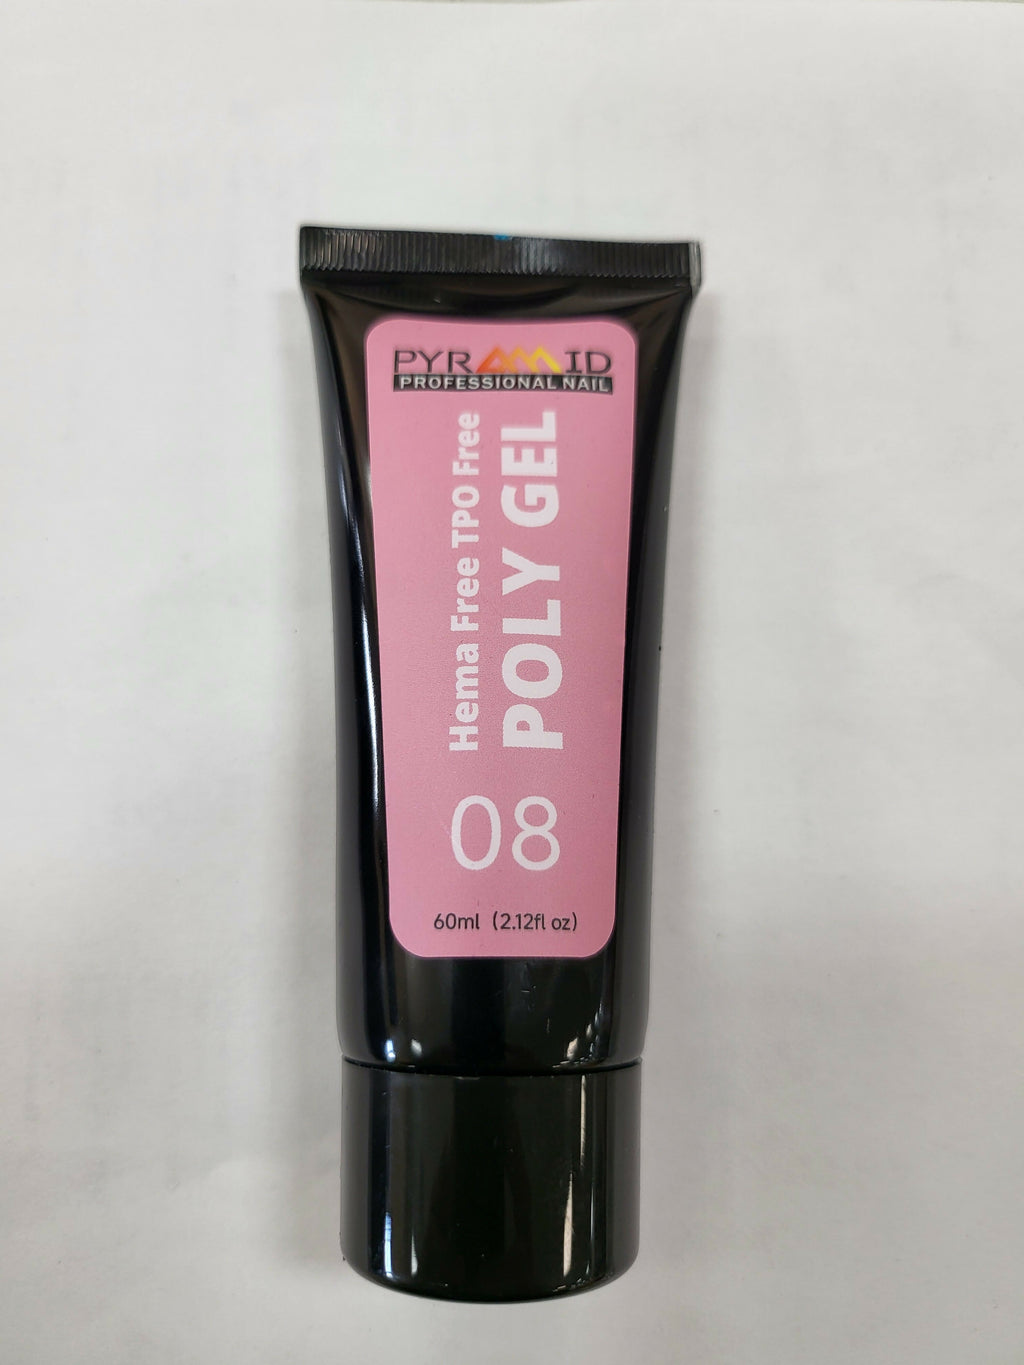 PYRAMID
PROFESSIONAL NAIL
Hema Free TPO Free
POLY GEL
08
60ml (2.12fl oz)